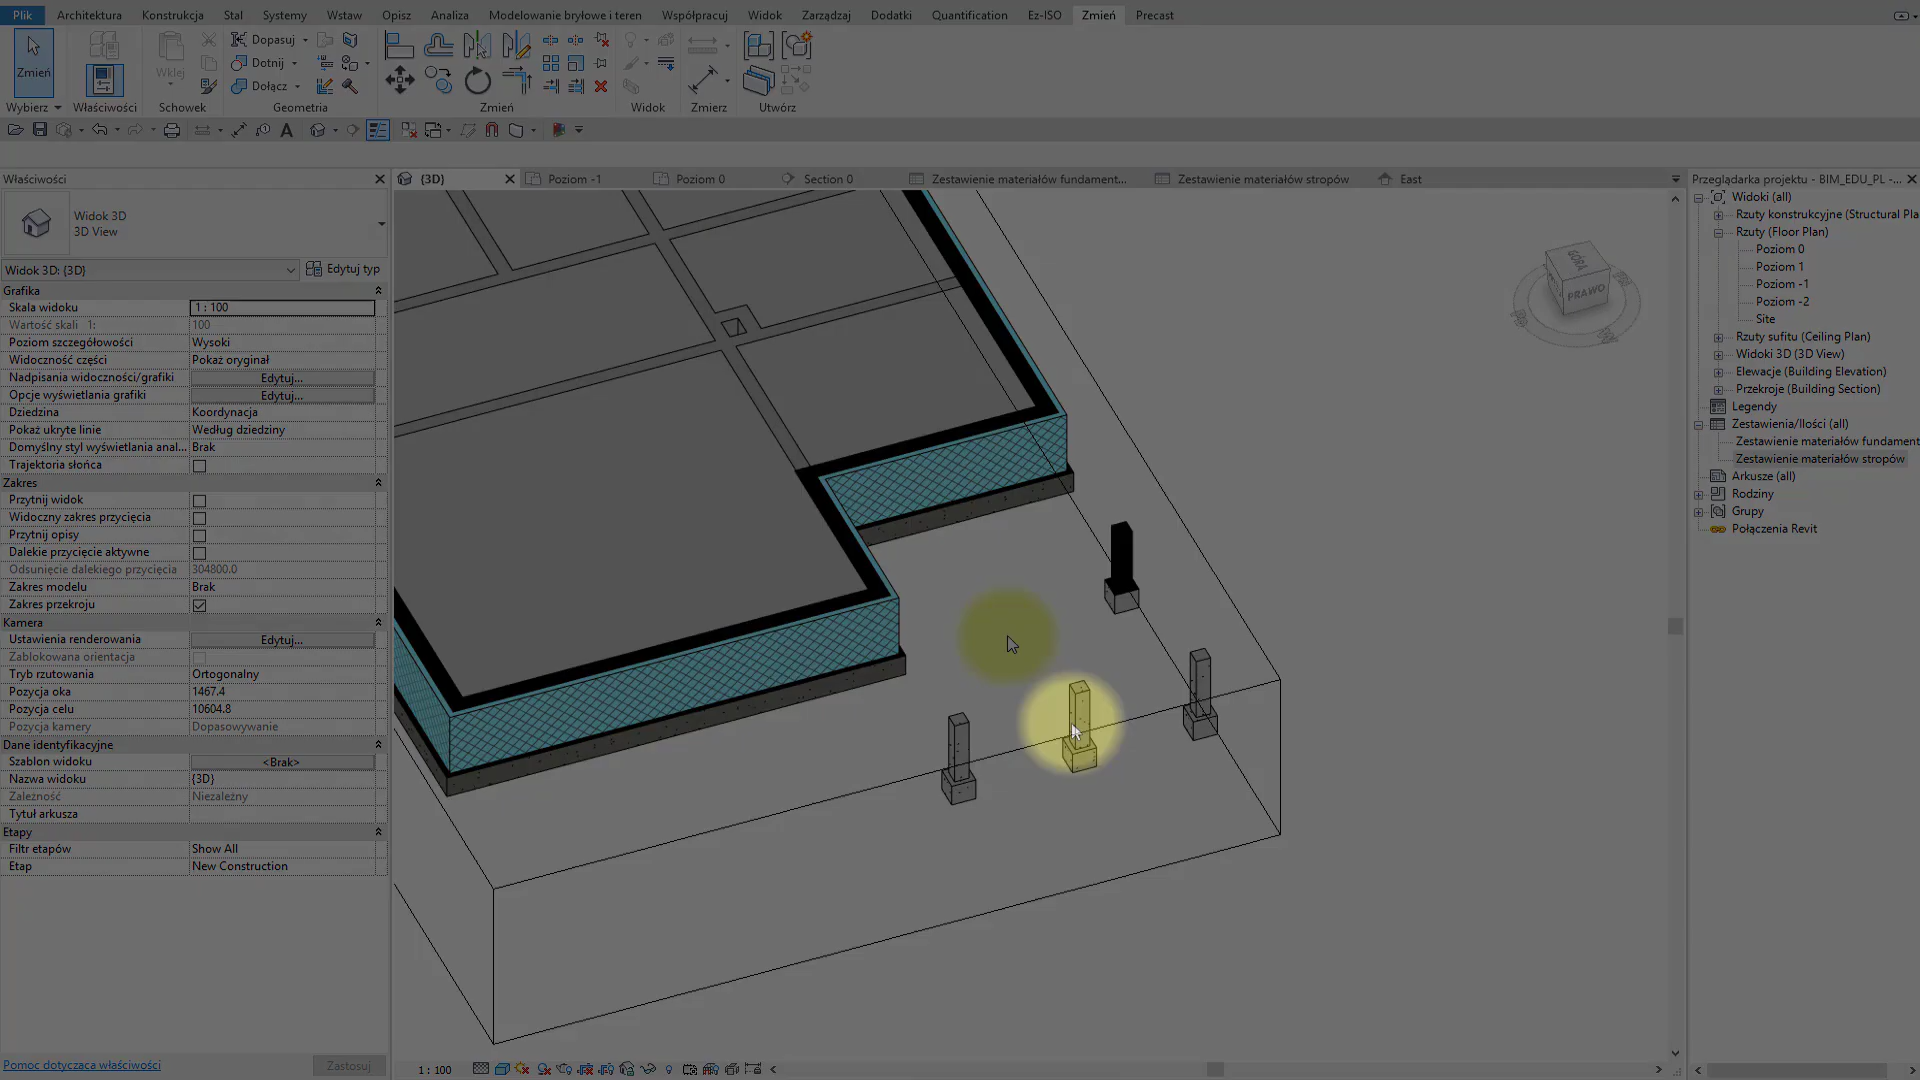 Plik Architektura Konstrukcja Stal Systemy Wstaw Opisz Analiza Modelowanie bryłowe i teren Współpracuj Widok Zarządzaj Dodatki Quantification Ez-ISO Zmień Precast
Zmień Wklej Dopasuj
Dotnij
Dołącz
Wybierz Właściwości Schowek Geometria Zmień Widok Zmierz Utwórz
Właściwości
(3D) Poziom -1 Poziom 0 Section 0 Zestawienie materiałów fundament... Zestawienie materiałów stropów East
Widok 3D
3D View
Widok 3D: {3D} Edytuj typ
Grafika
Skala widoku 1 : 100
Wartość skali 1: 100
Poziom szczegółowości Wysoki
Widoczność części Pokaż oryginał
Nadpisania widoczności/grafiki Edytuj...
Opcje wyświetlania grafiki Edytuj...
Dziedzina Koordynacja
Pokaż ukryte linie Według dziedziny
Domyślny styl wyświetlania anal... Brak
Trajektoria słońca
Zakres
Przytnij widok
Widoczny zakres przycięcia
Przytnij opisy
Dalekie przycięcie aktywne
Odsunięcie dalekiego przycięcia 304800.0
Zakres modelu Brak
Zakres przekroju
Kamera
Ustawienia renderowania Edytuj...
Zablokowana orientacja
Tryb rzutowania Ortogonalny
Pozycja oka 1467.4
Pozycja celu 10604.8
Pozycja kamery Dopasowywanie
Dane identyfikacyjne
Szablon widoku <Brak>
Nazwa widoku {3D}
Zależność Niezależny
Tytuł arkusza
Etapy
Filtr etapów Show All
Etap New Construction
Pomoc dotycząca właściwości Zastosuj
GÓRA
PRAWO
1 : 100
Przeglądarka projektu - BIM_EDU_PL -...
Widoki (all)
Rzuty konstrukcyjne (Structural Pla
Rzuty (Floor Plan)
Poziom 0
Poziom 1
Poziom -1
Poziom -2
Site
Rzuty sufitu (Ceiling Plan)
Widoki 3D (3D View)
Elewacje (Building Elevation)
Przekroje (Building Section)
Legendy
Zestawienia/Ilości (all)
Zestawienie materiałów fundament
Zestawienie materiałów stropów
Arkusze (all)
Rodziny
Grupy
Połączenia Revit